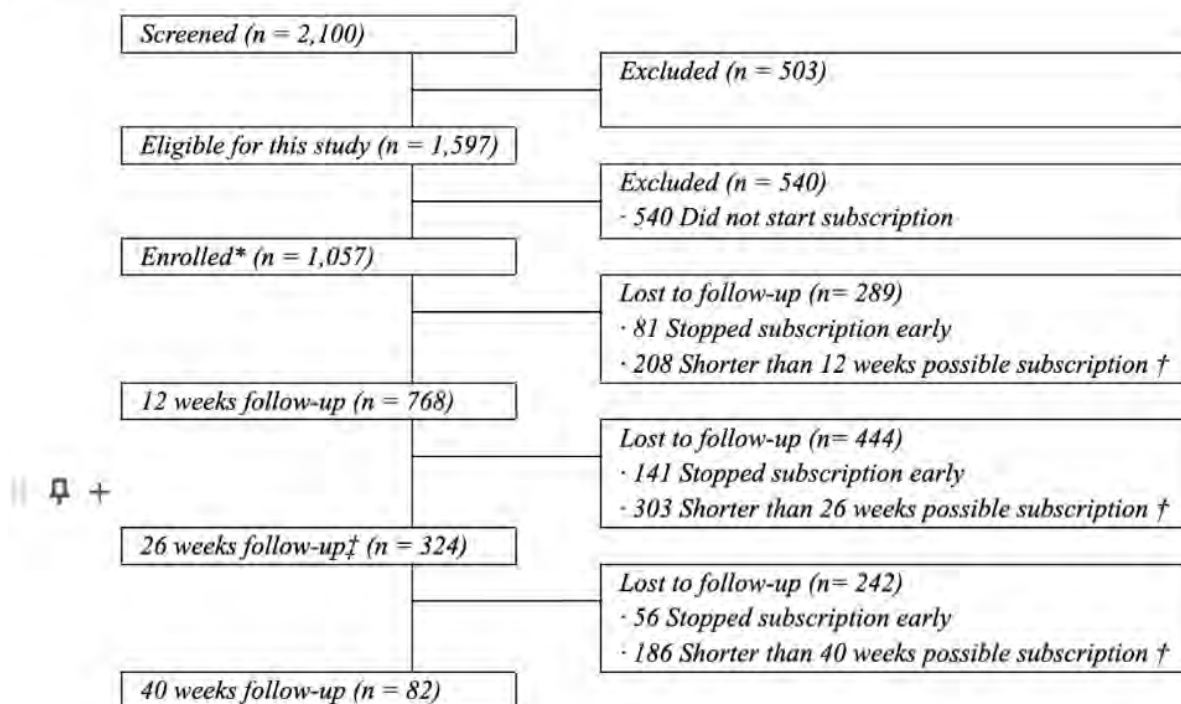 Screened (n = 2,100)
Excluded (n = 503)
Eligible for this study (n = 1,597)
Excluded (n = 540)
· 540 Did not start subscription
Enrolled* (n = 1,057)
Lost to follow-up (n= 289)
· 81 Stopped subscription early
· 208 Shorter than 12 weeks possible subscription †
12 weeks follow-up (n = 768)
Lost to follow-up (n= 444)
· 141 Stopped subscription early
· 303 Shorter than 26 weeks possible subscription †
26 weeks follow-up‡ (n = 324)
Lost to follow-up (n= 242)
· 56 Stopped subscription early
· 186 Shorter than 40 weeks possible subscription †
40 weeks follow-up (n = 82)